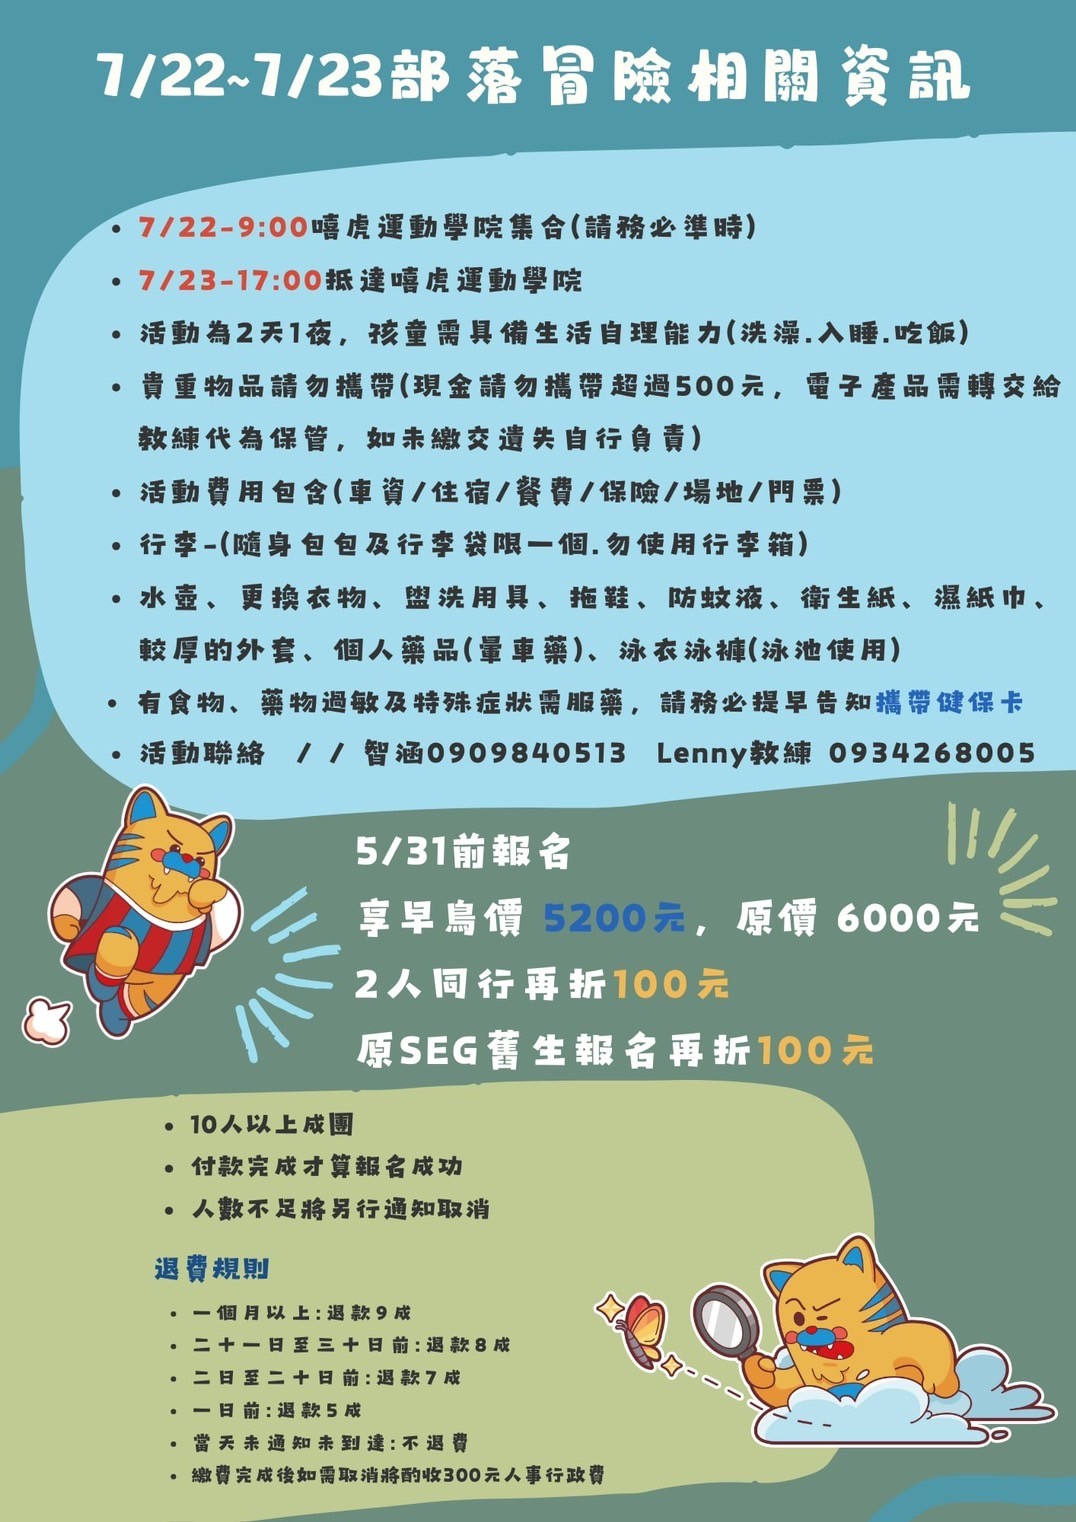 7/22~7/23部落冒險相關資訊
• 7/22-9:00嘻虎運動學院集合(請務必準時)
• 7/23-17:00抵達嘻虎運動學院
• 活動為2天1夜，孩童需具備生活自理能力(洗澡.入睡.吃飯)
• 貴重物品請勿攜帶(現金請勿攜帶超過500元，電子產品需轉交給
教練代為保管，如未繳交遺失自行負責)
• 活動費用包含(車資/住宿/餐費/保險/場地/門票)
• 行李-(隨身包包及行李袋限一個.勿使用行李箱)
• 水壺、更換衣物、盥洗用具、拖鞋、防蚊液、衛生紙、濕紙巾、
較厚的外套、個人藥品(暈車藥)、泳衣泳褲(泳池使用)
• 有食物、藥物過敏及特殊症狀需服藥，請務必提早告知攜帶健保卡
• 活動聯絡 // 智涵0909840513 Lenny教練 0934268005
5/31前報名
享早鳥價 5200元，原價 6000元
2人同行再折100元
原SEG舊生報名再折100元
• 10人以上成團
• 付款完成才算報名成功
• 人數不足將另行通知取消
退費規則
• 一個月以上:退款9成
• 二十一日至三十日前:退款8成
• 二日至二十日前:退款7成
• 一日前:退款5成
• 當天未通知未到達:不退費
• 繳費完成後如需取消將酌收300元人事行政費